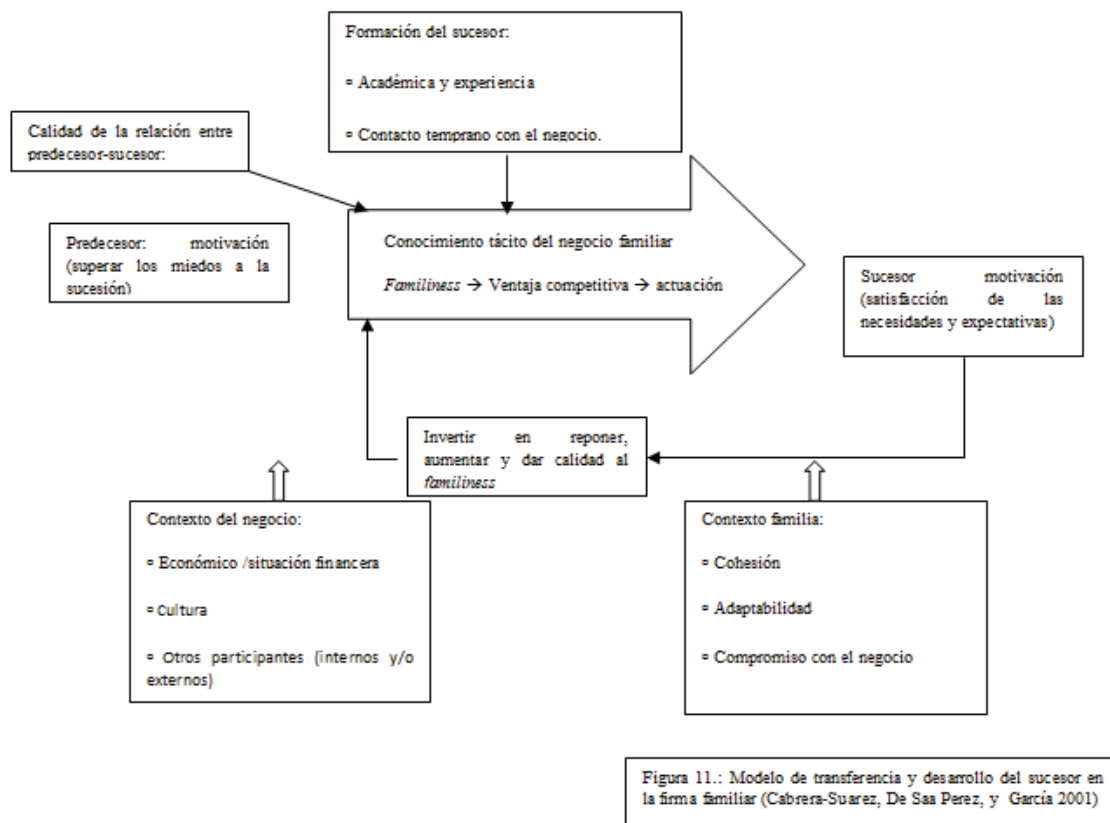 Formación del sucesor:
▫ Académica y experiencia
▫ Contacto temprano con el negocio.
Calidad de la relación entre
predecesor-sucesor:
Predecesor: motivación
(superar los miedos a la
sucesión)
Conocimiento tácito del negocio familiar
Familiness → Ventaja competitiva → actuación
Sucesor motivación
(satisfacción de las
necesidades y expectativas)
Invertir en reponer,
aumentar y dar calidad al
familiness
Contexto del negocio:
▫ Económico /situación financera
▫ Cultura
▫ Otros participantes (internos y/o
externos)
Contexto familia:
▫ Cohesión
▫ Adaptabilidad
▫ Compromiso con el negocio
Figura 11.: Modelo de transferencia y desarrollo del sucesor en
la firma familiar (Cabrera-Suarez, De Saa Perez, y García 2001)